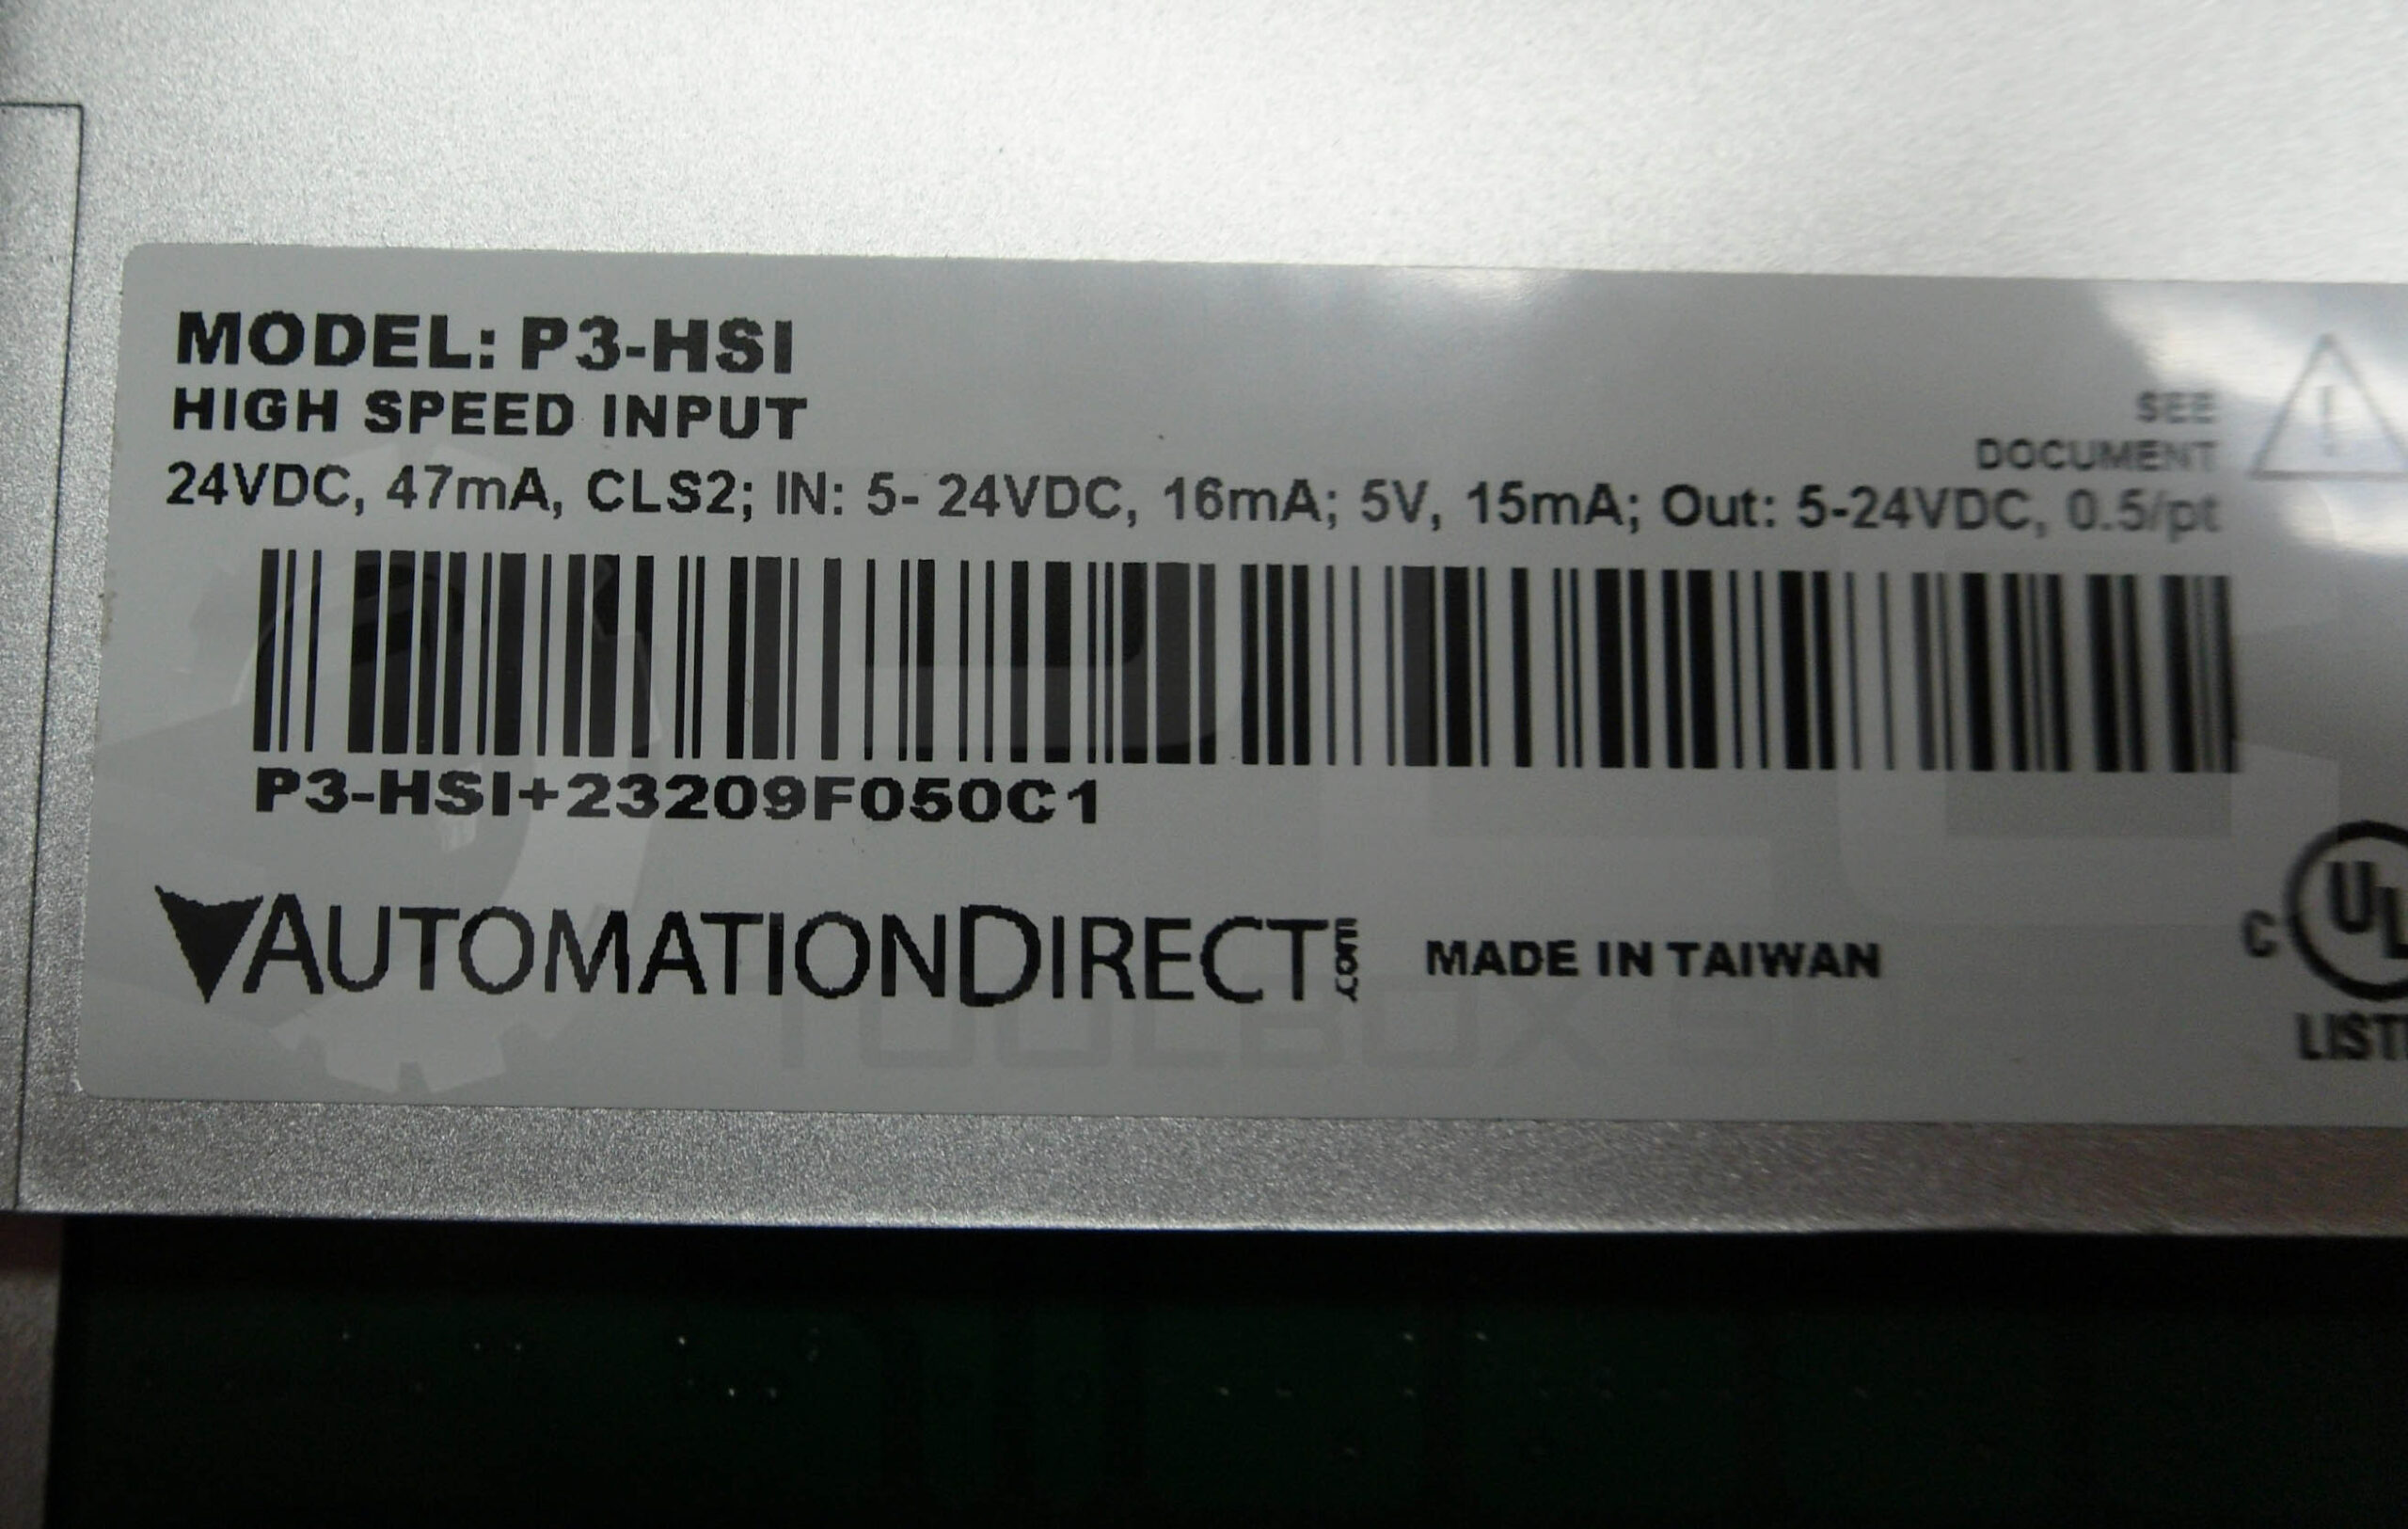 MODEL: P3-HSI
HIGH SPEED INPUT
SEE
DOCUMENT
24VDC, 47mA, CLS2; IN: 5- 24VDC, 16mA; 5V, 15mA; Out: 5-24VDC, 0.5/pt
P3-HSI+23209F050C1
AUTOMATIONDIRECT.com
MADE IN TAIWAN
C UL
TOOLBOX